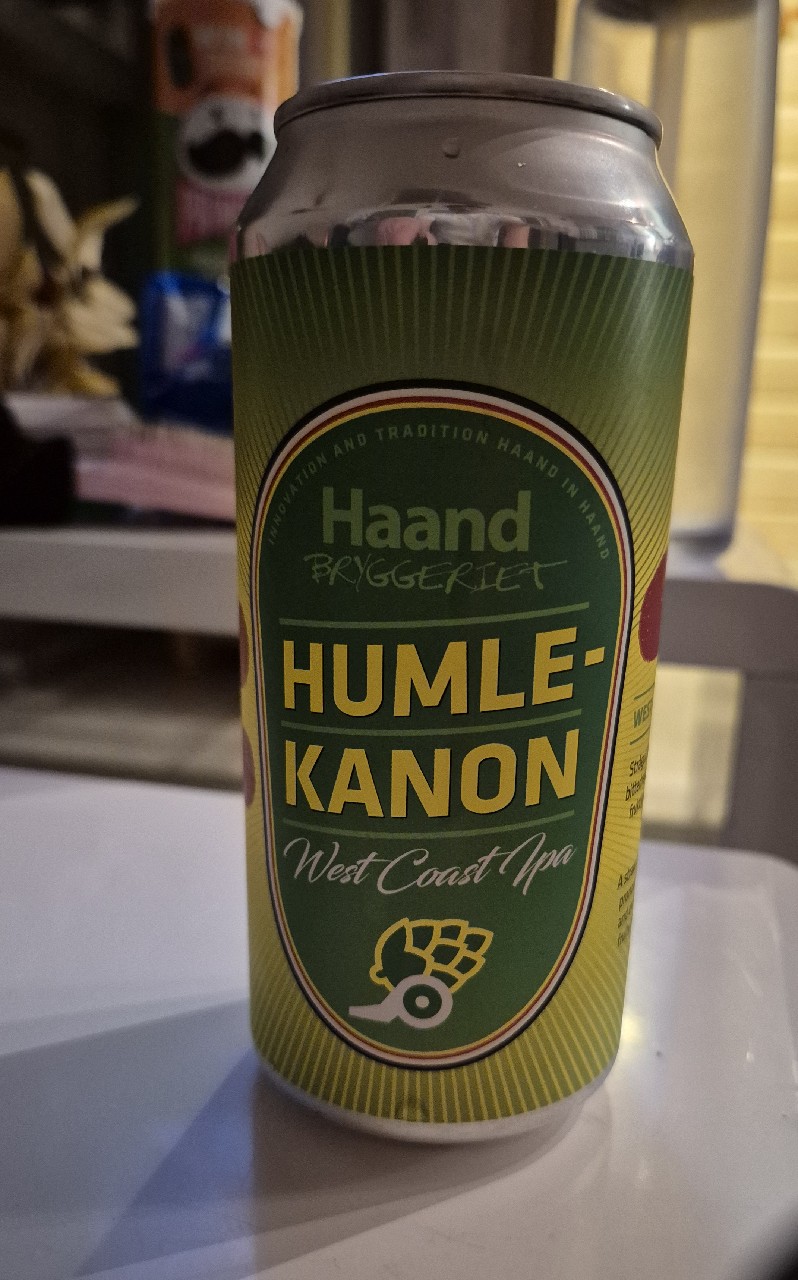 INNOVATION AND TRADITION HAAND IN HAAND
Haand
BRYGGERIET
HUMLE-
KANON
West Coast Ipa